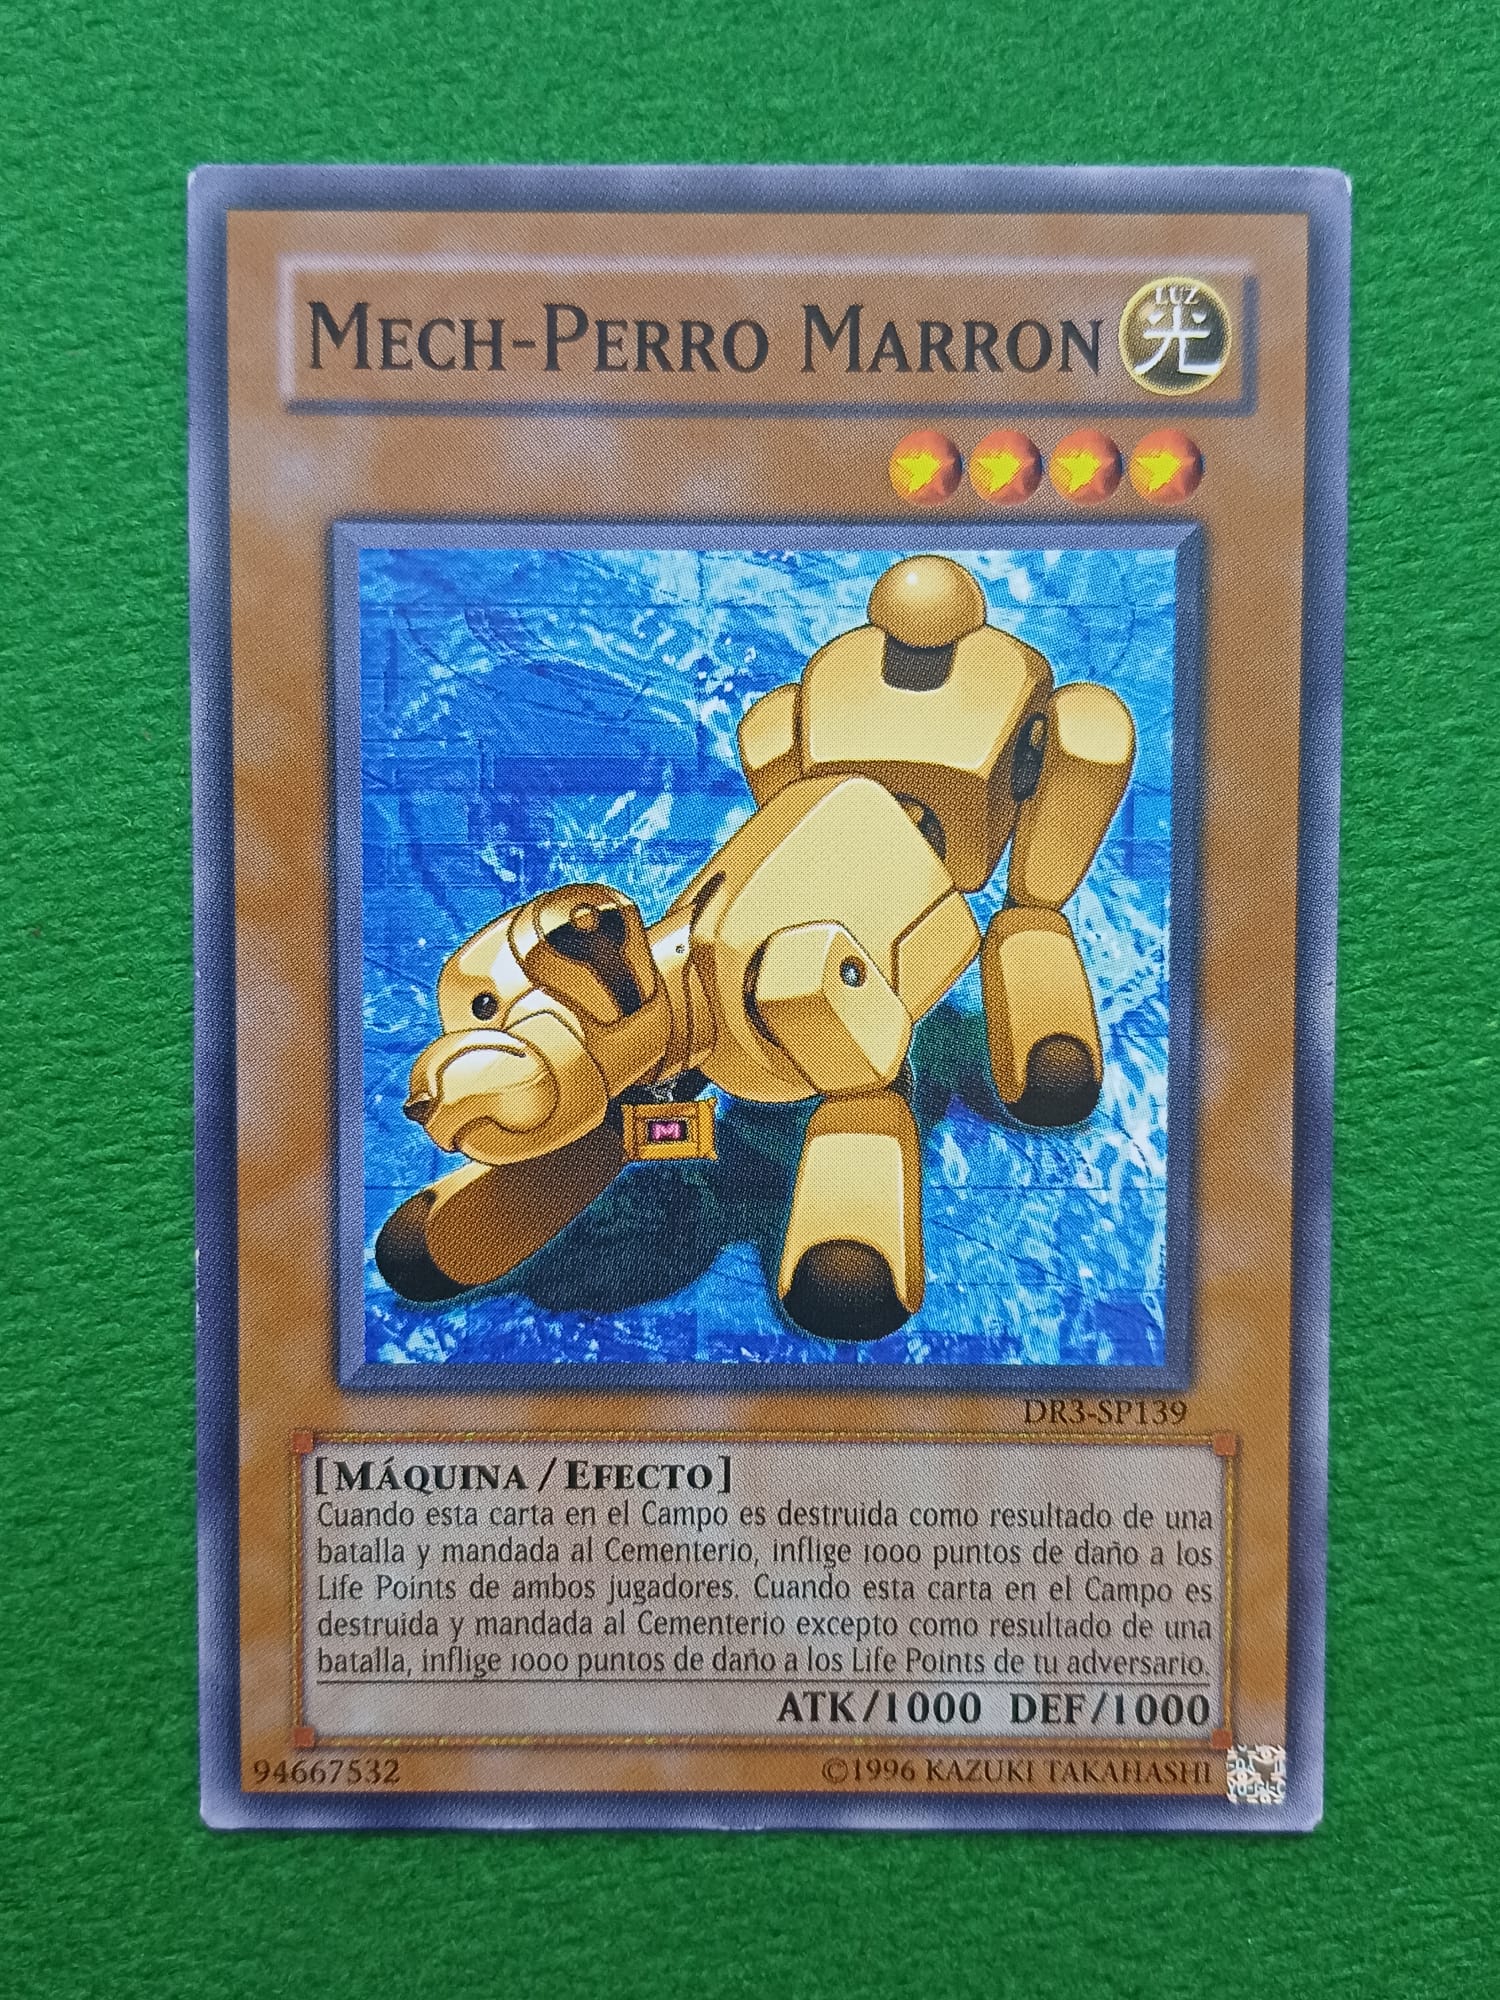 MECH-PERRO MARRON
LUZ
光
M
DR3-SP139
[MÁQUINA/EFECTO]
Cuando esta carta en el Campo es destruida como resultado de una
batalla y mandada al Cementerio, inflige 1000 puntos de daño a los
Life Points de ambos jugadores. Cuando esta carta en el Campo es
destruida y mandada al Cementerio excepto como resultado de una
batalla, inflige 1000 puntos de daño a los Life Points de tu adversario.
ATK/1000 DEF/1000
94667532
©1996 KAZUKI TAKAHASHI